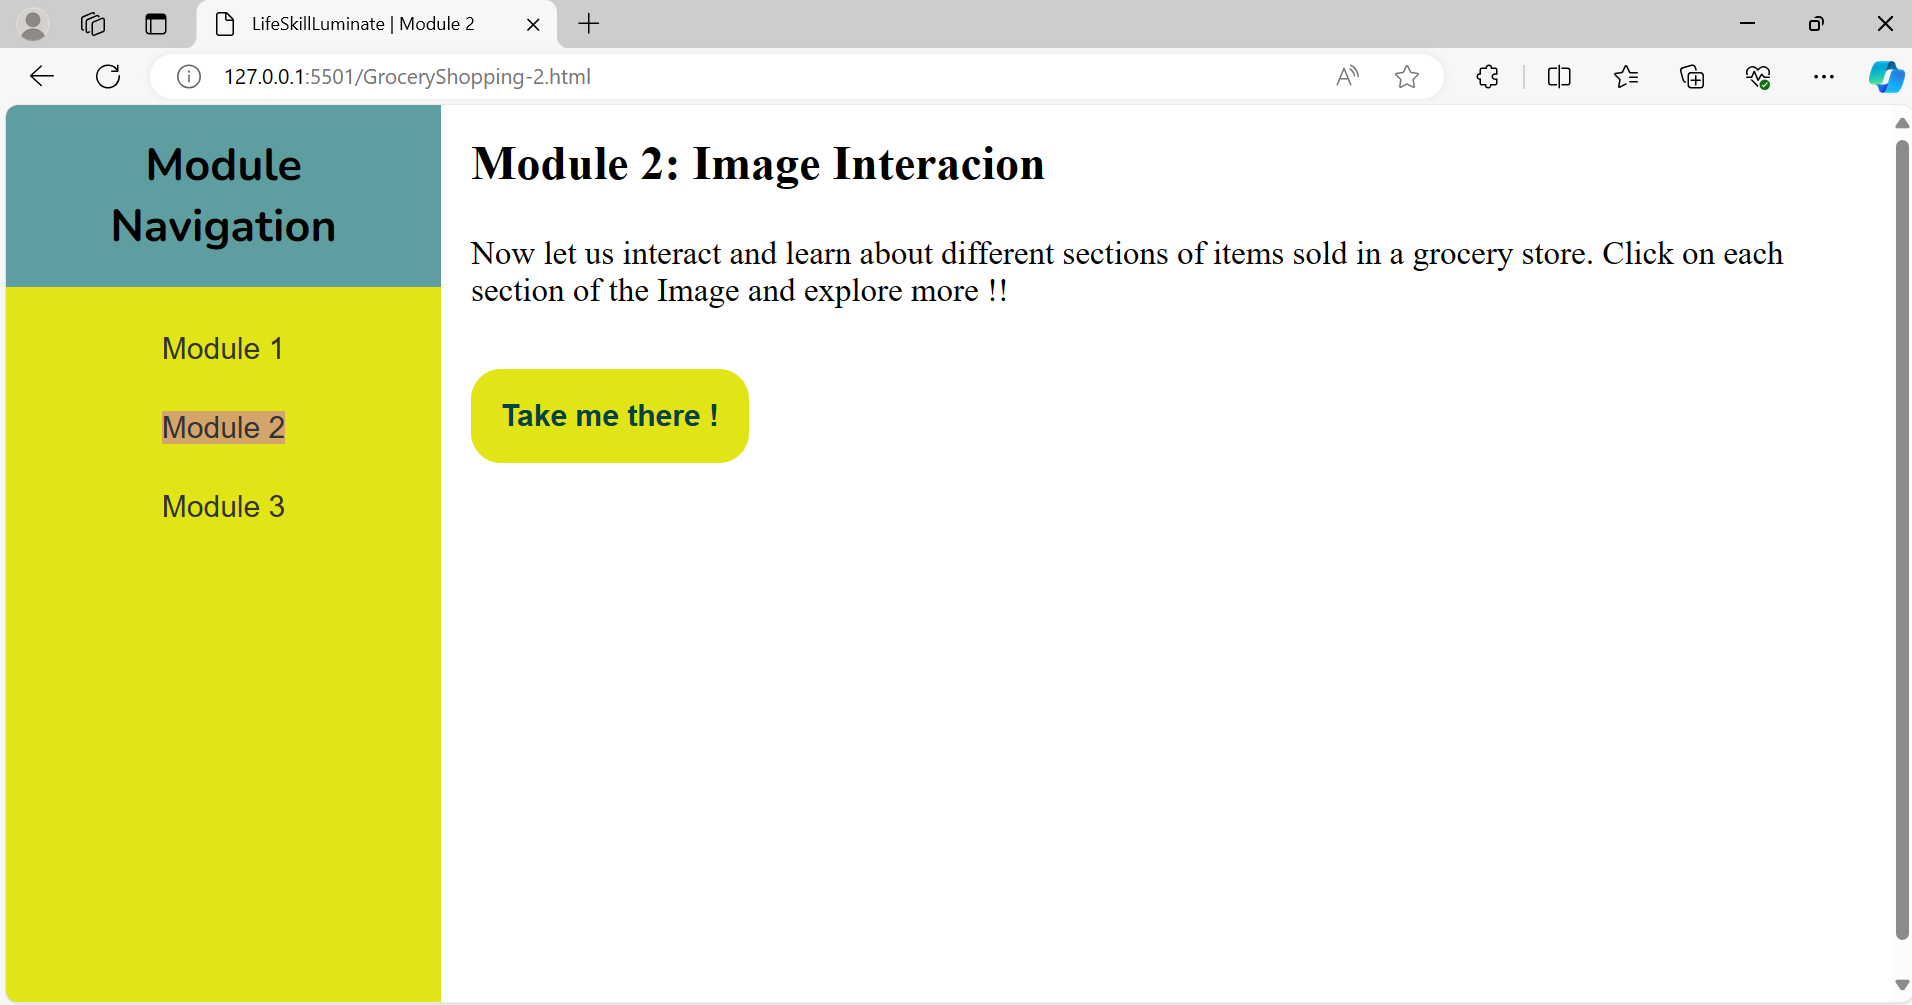 LifeSkillLuminate | Module 2
127.0.0.1:5501/GroceryShopping-2.html
Module
Navigation
Module 1
Module 2
Module 3
Module 2: Image Interacion
Now let us interact and learn about different sections of items sold in a grocery store. Click on each
section of the Image and explore more !!
Take me there !